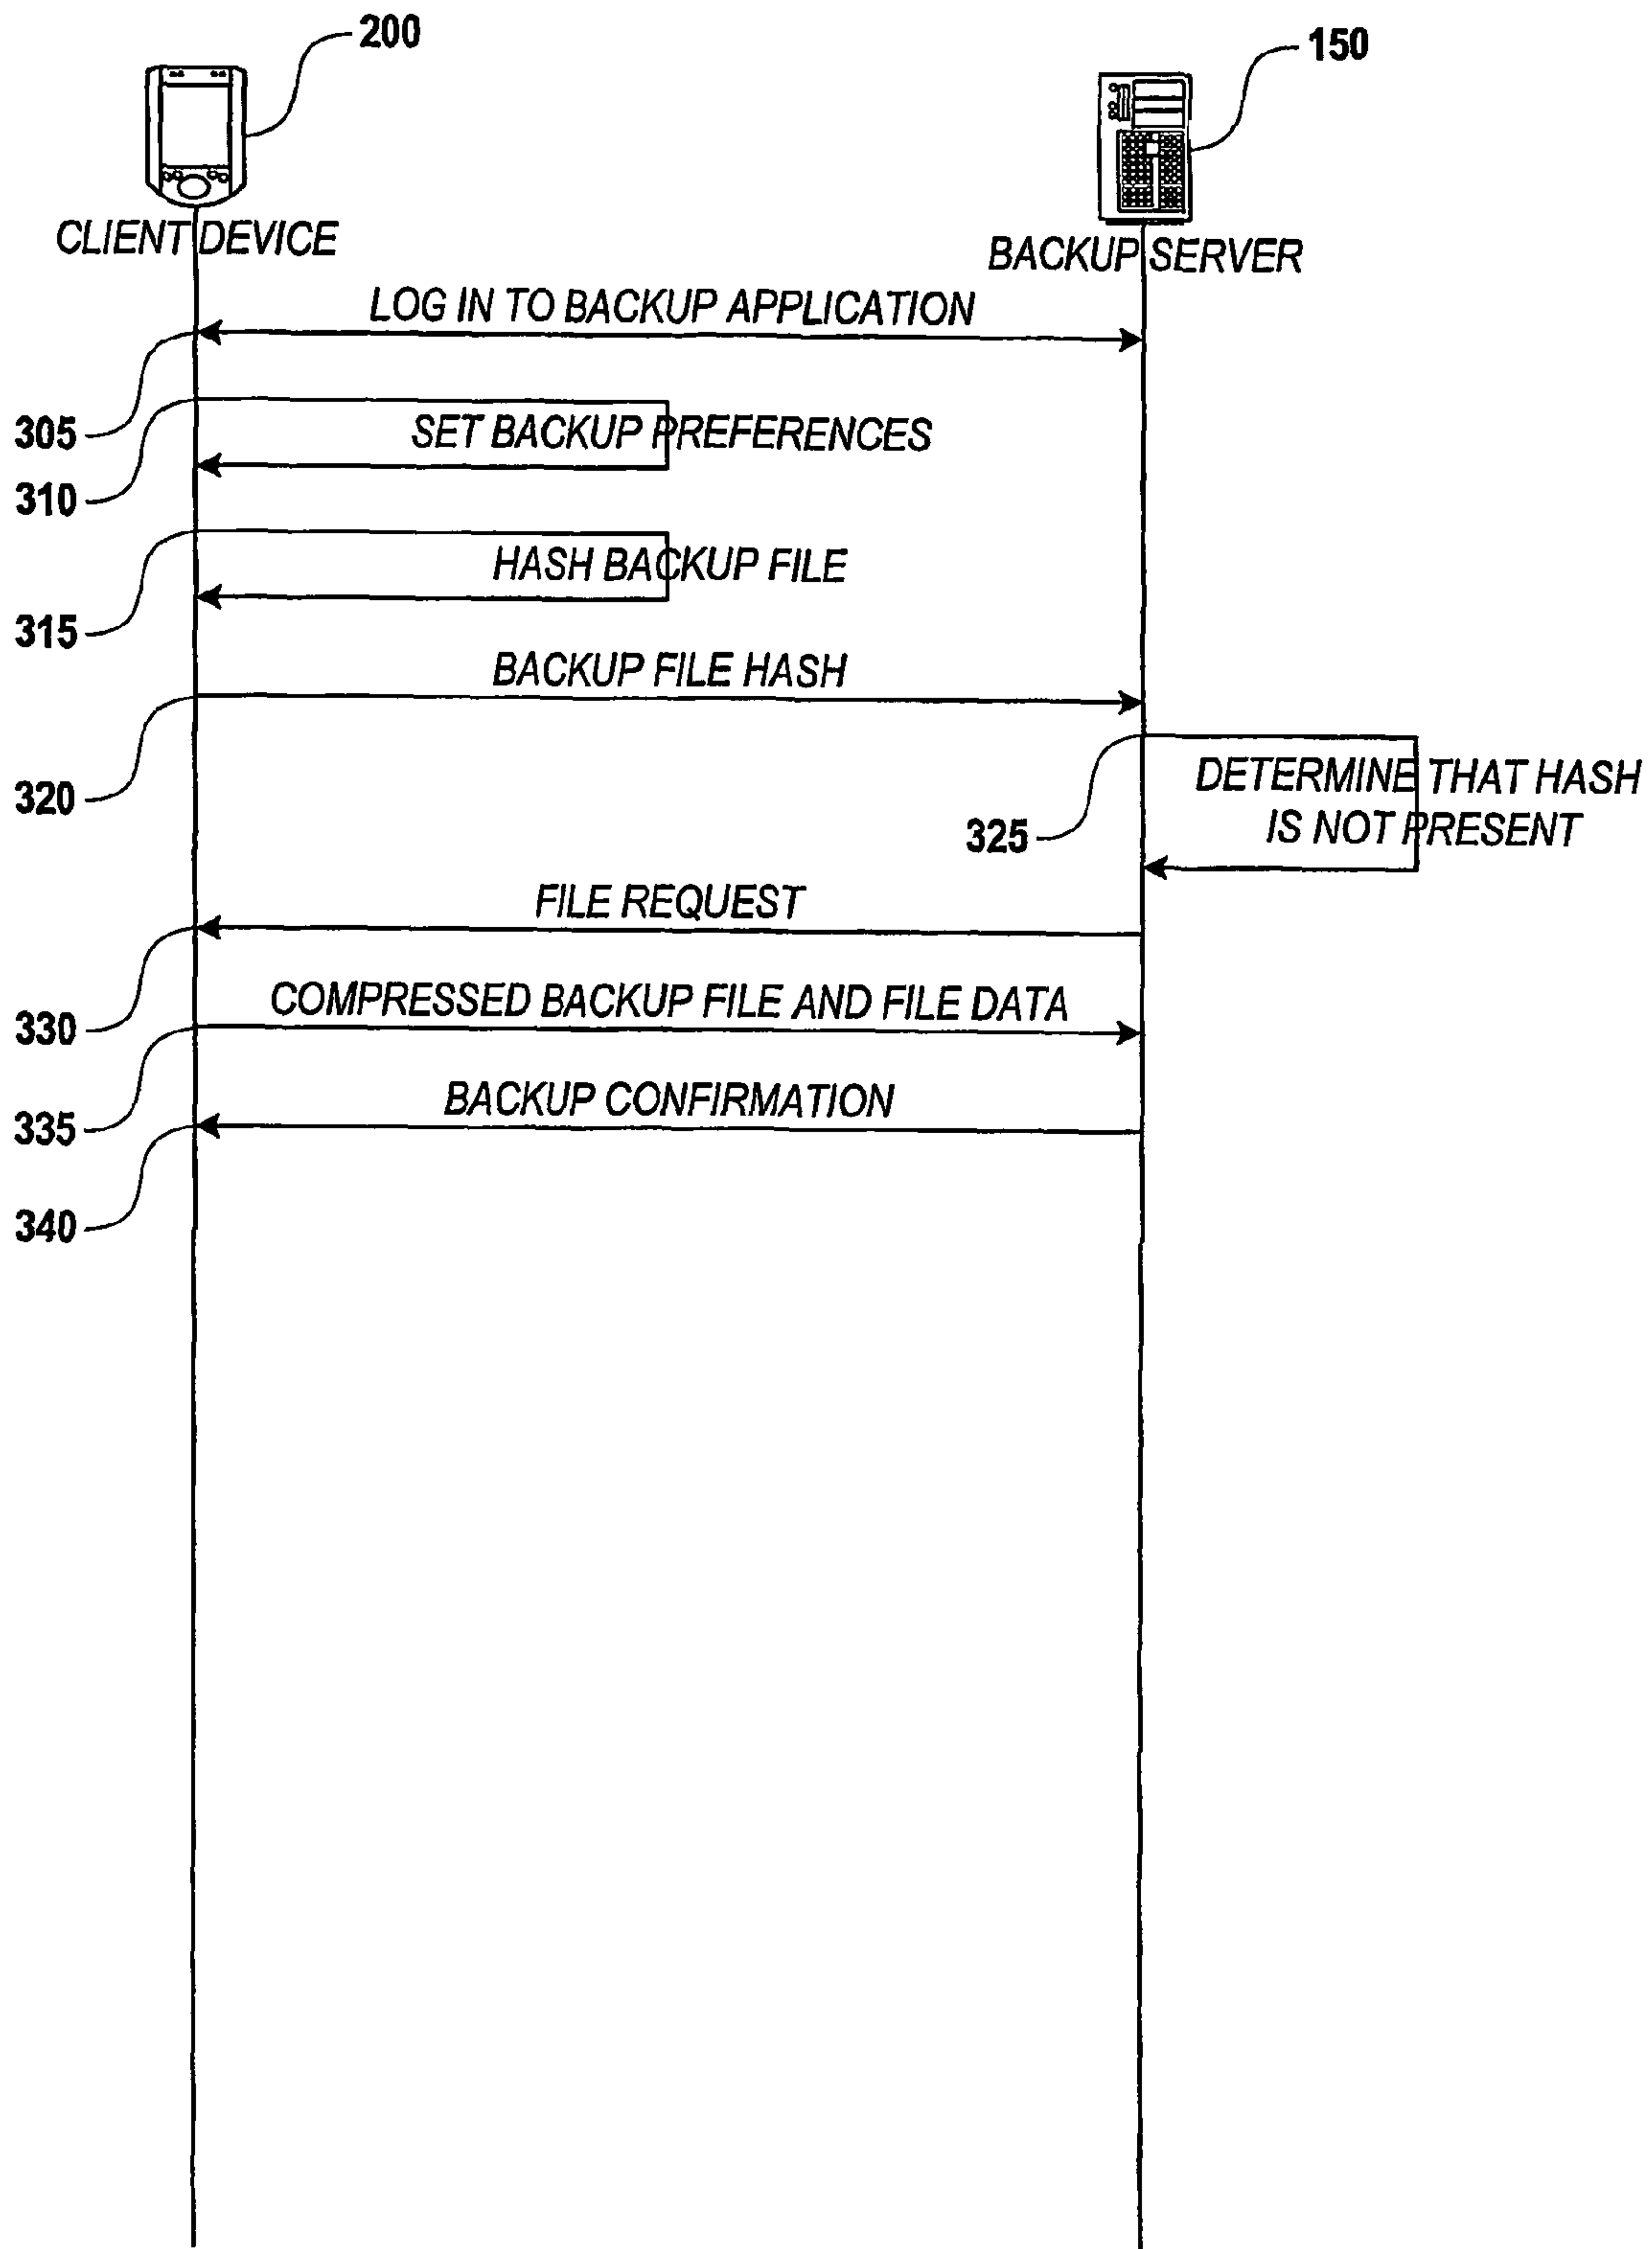 200
150
CLIENT DEVICE
BACKUP SERVER
LOG IN TO BACKUP APPLICATION
305
SET BACKUP PREFERENCES
310
HASH BACKUP FILE
315
BACKUP FILE HASH
320
DETERMINE THAT HASH
IS NOT PRESENT
325
FILE REQUEST
330
COMPRESSED BACKUP FILE AND FILE DATA
335
BACKUP CONFIRMATION
340